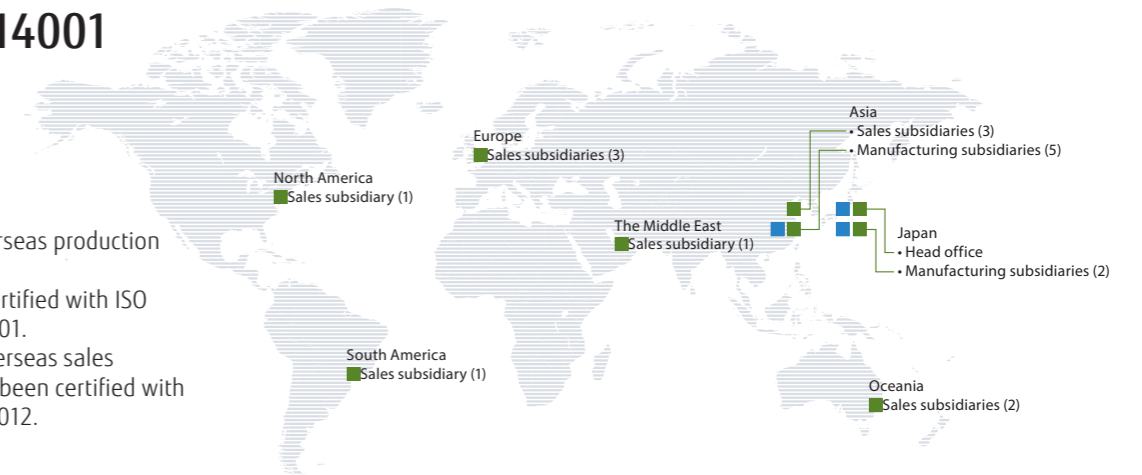 14001
rseas production
rtified with ISO
01.
erseas sales
been certified with
012.
North America
Sales subsidiary (1)
South America
Sales subsidiary (1)
Europe
Sales subsidiaries (3)
The Middle East
Sales subsidiary (1)
Asia
• Sales subsidiaries (3)
• Manufacturing subsidiaries (5)
Japan
• Head office
• Manufacturing subsidiaries (2)
Oceania
Sales subsidiaries (2)